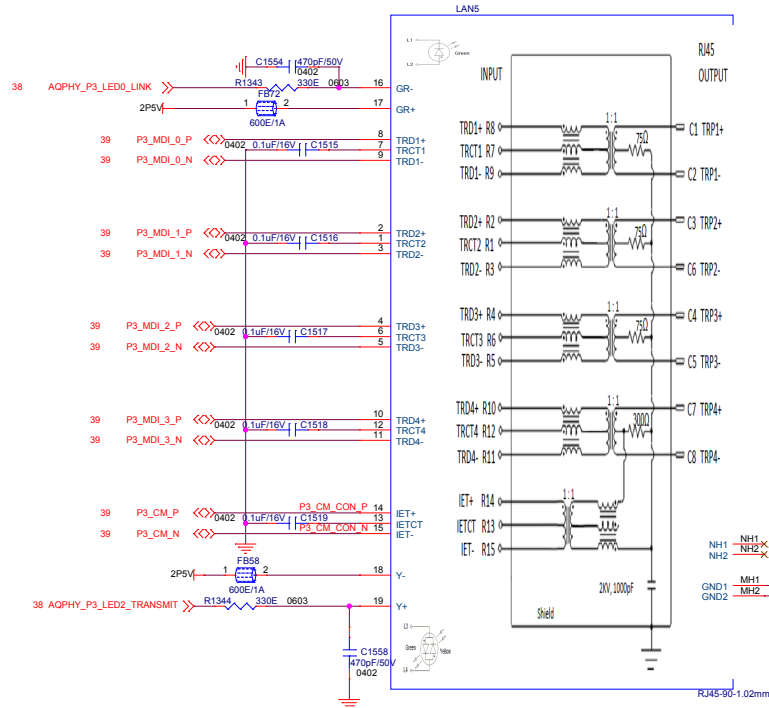 LAN5
C1554 470pF/50V
0402
38 AQPHY_P3_LED0_LINK R1343 330E 0603 16 GR-
FB72
2P5V 1 2 17 GR+
600E/1A
39 P3_MDI_0_P 8 TRD1+
0402 0.1uF/16V C1515 7 TRCT1
39 P3_MDI_0_N 9 TRD1-
39 P3_MDI_1_P 2 TRD2+
0402 0.1uF/16V C1516 1 TRCT2
39 P3_MDI_1_N 3 TRD2-
39 P3_MDI_2_P 4 TRD3+
0402 0.1uF/16V C1517 6 TRCT3
39 P3_MDI_2_N 5 TRD3-
39 P3_MDI_3_P 10 TRD4+
0402 0.1uF/16V C1518 12 TRCT4
39 P3_MDI_3_N 11 TRD4-
39 P3_CM_P P3_CM_CON_P 14 IET+
0402 0.1uF/16V C1519 13 IETCT
39 P3_CM_N P3_CM_CON_N 15 IET-
FB58
2P5V 1 2 18 Y-
600E/1A
38 AQPHY_P3_LED2_TRANSMIT R1344 330E 0603 19 Y+
C1558
470pF/50V
0402
L1
Green
L2
L3
Green Yellow
L4
INPUT
RJ45
OUTPUT
1:1
TRD1+ R8 C1 TRP1+
TRCT1 R7 75Ω
TRD1- R9 C2 TRP1-
1:1
TRD2+ R2 C3 TRP2+
TRCT2 R1 75Ω
TRD2- R3 C6 TRP2-
1:1
TRD3+ R4 C4 TRP3+
TRCT3 R6 75Ω
TRD3- R5 C5 TRP3-
1:1
TRD4+ R10 C7 TRP4+
TRCT4 R12 300Ω
TRD4- R11 C8 TRP4-
1:1
IET+ R14
IETCT R13
IET- R15
2KV, 1000pF
Shield
NH1 NH1
NH2 NH2
GND1 MH1
GND2 MH2
RJ45-90-1.02mm